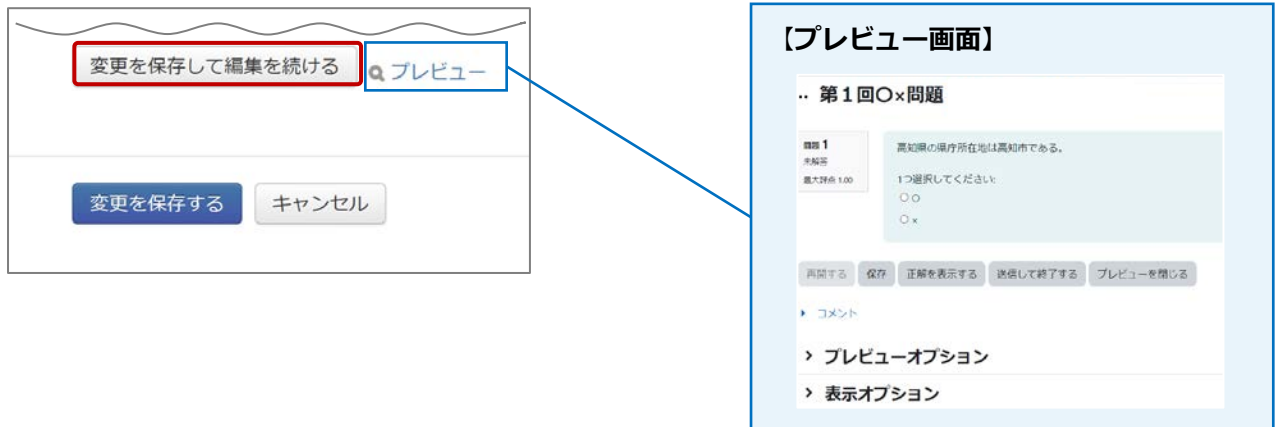 変更を保存して編集を続ける プレビュー
変更を保存する キャンセル
【プレビュー画面】
.. 第１回〇×問題
問題 1
未解答
最大評点 1.00
高知県の県庁所在地は高知市である。
1つ選択してください:
〇
×
再開する 保存 正解を表示する 送信して終了する プレビューを閉じる
コメント
プレビューオプション
表示オプション